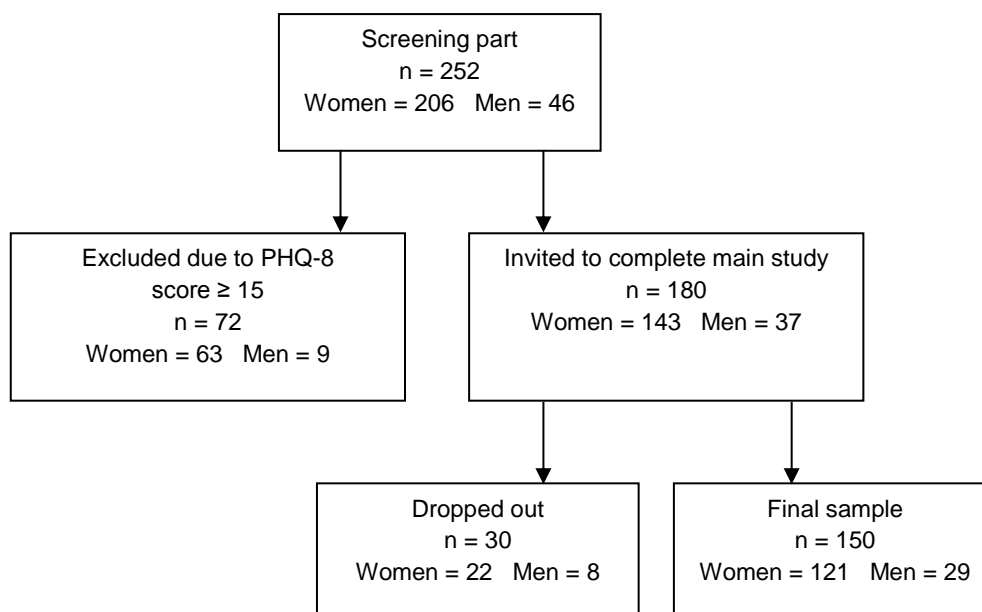 Screening part
n = 252
Women = 206 Men = 46
Excluded due to PHQ-8
score ≥ 15
n = 72
Women = 63 Men = 9
Invited to complete main study
n = 180
Women = 143 Men = 37
Dropped out
n = 30
Women = 22 Men = 8
Final sample
n = 150
Women = 121 Men = 29